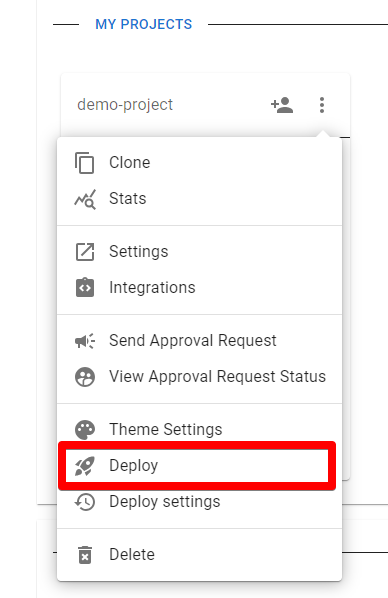 MY PROJECTS
demo-project
Clone
Stats
Settings
Integrations
Send Approval Request
View Approval Request Status
Theme Settings
Deploy
Deploy settings
Delete